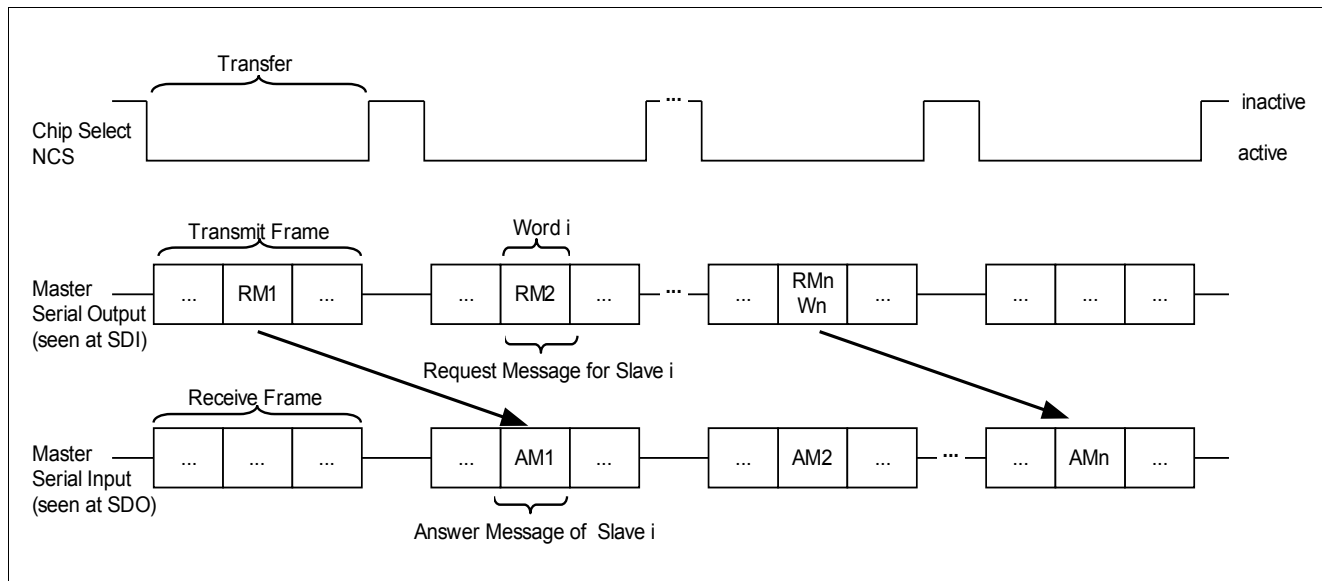 Transfer
...
inactive
Chip Select
NCS
active
Transmit Frame
Word i
Master
Serial Output
(seen at SDI)
... RM1 ...
... RM2 ...
...
... RMn
Wn ...
... ... ...
Request Message for Slave i
Receive Frame
Master
Serial Input
(seen at SDO)
... ... ...
... AM1 ...
... AM2 ...
...
... AMn ...
Answer Message of Slave i